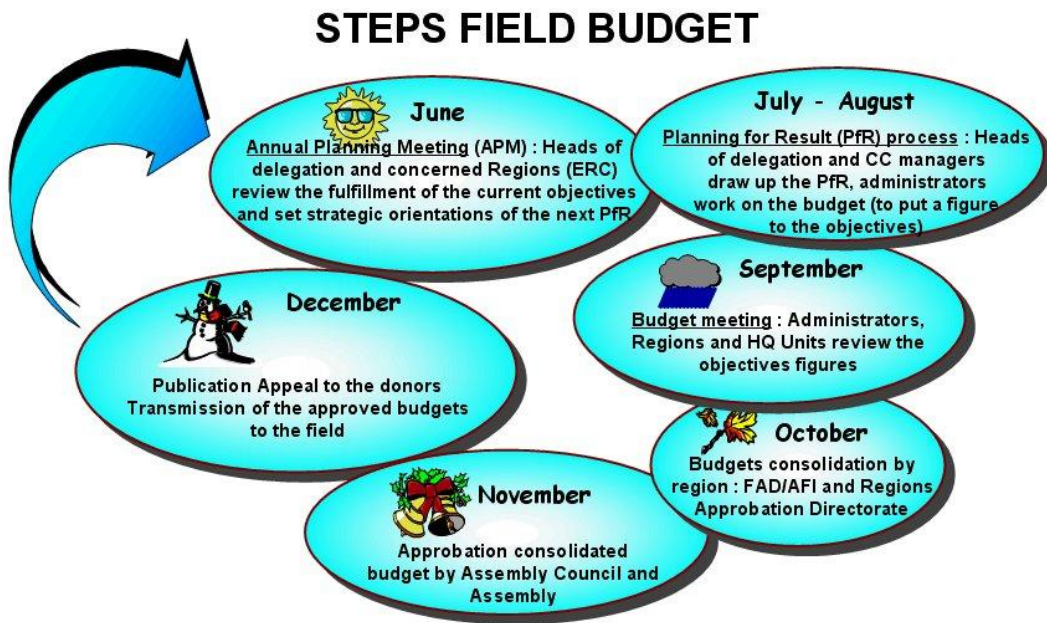 STEPS FIELD BUDGET
June
Annual Planning Meeting (APM) : Heads of
delegation and concerned Regions (ERC)
review the fulfillment of the current objectives
and set strategic orientations of the next PfR
July - August
Planning for Result (PfR) process : Heads
of delegation and CC managers
draw up the PfR, administrators
work on the budget (to put a figure
to the objectives)
September
Budget meeting : Administrators,
Regions and HQ Units review the
objectives figures
October
Budgets consolidation by
region : FAD/AFI and Regions
Approbation Directorate
November
Approbation consolidated
budget by Assembly Council and
Assembly
December
Publication Appeal to the donors
Transmission of the approved budgets
to the field